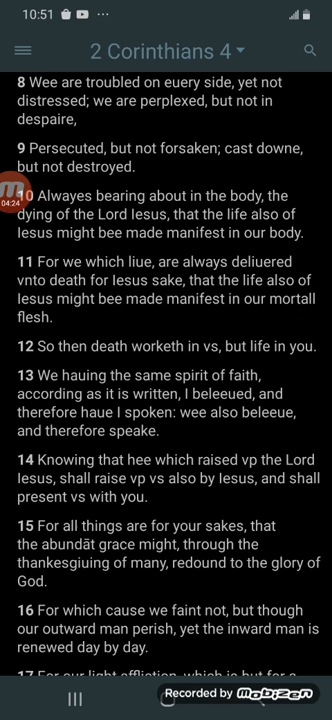 10:51
2 Corinthians 4
8 Wee are troubled on euery side, yet not
distressed; we are perplexed, but not in
despaire,
9 Persecuted, but not forsaken; cast downe,
but not destroyed.
10 Alwayes bearing about in the body, the
dying of the Lord Iesus, that the life also of
Iesus might bee made manifest in our body.
04:24
11 For we which liue, are always deliuered
vnto death for Iesus sake, that the life also of
Iesus might bee made manifest in our mortall
flesh.
12 So then death worketh in vs, but life in you.
13 We hauing the same spirit of faith,
according as it is written, I beleeued, and
therefore haue I spoken: wee also beleeue,
and therefore speake.
14 Knowing that hee which raised vp the Lord
Iesus, shall raise vp vs also by Iesus, and shall
present vs with you.
15 For all things are for your sakes, that
the abundāt grace might, through the
thankesgiuing of many, redound to the glory of
God.
16 For which cause we faint not, but though
our outward man perish, yet the inward man is
renewed day by day.
17 For our light affliction, which is but for a
Recorded by mobizen